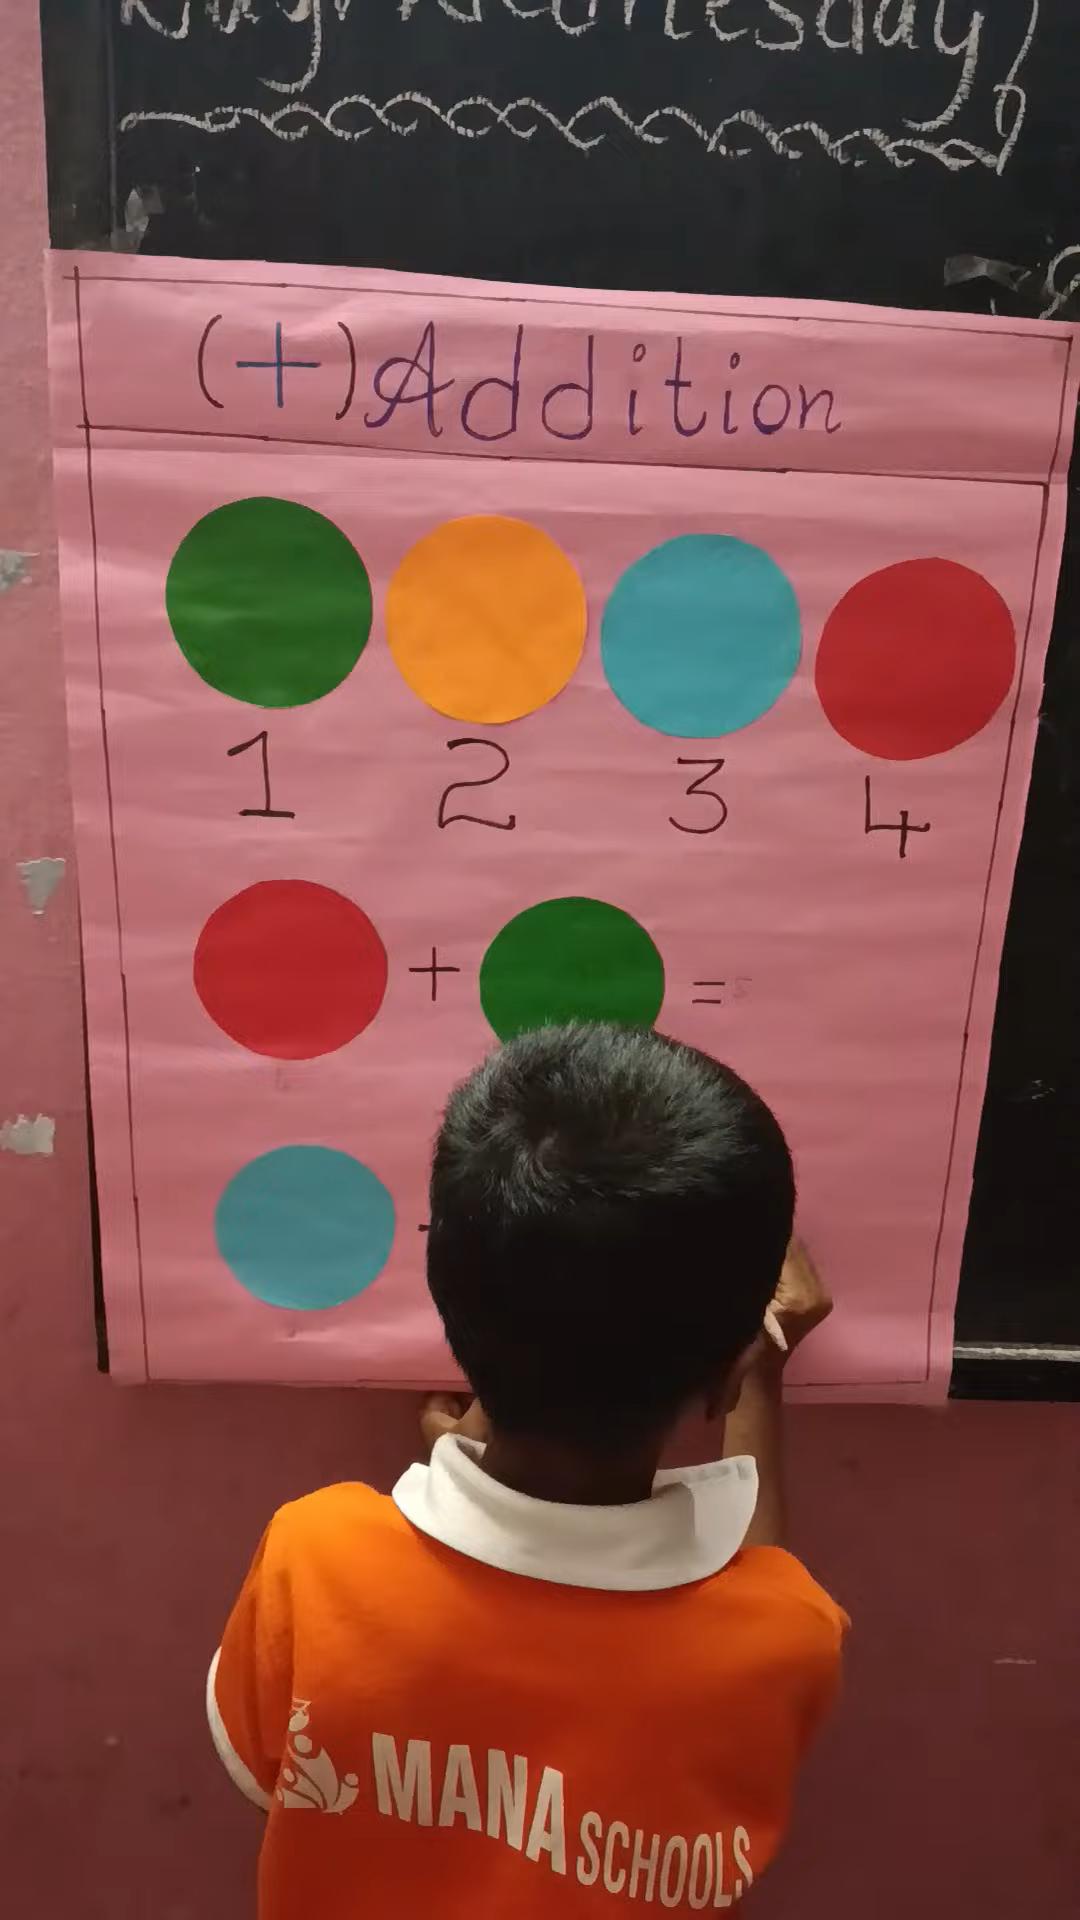 Wednesday
(+) Addition
1 2 3 4
+ =
MANA SCHOOLS